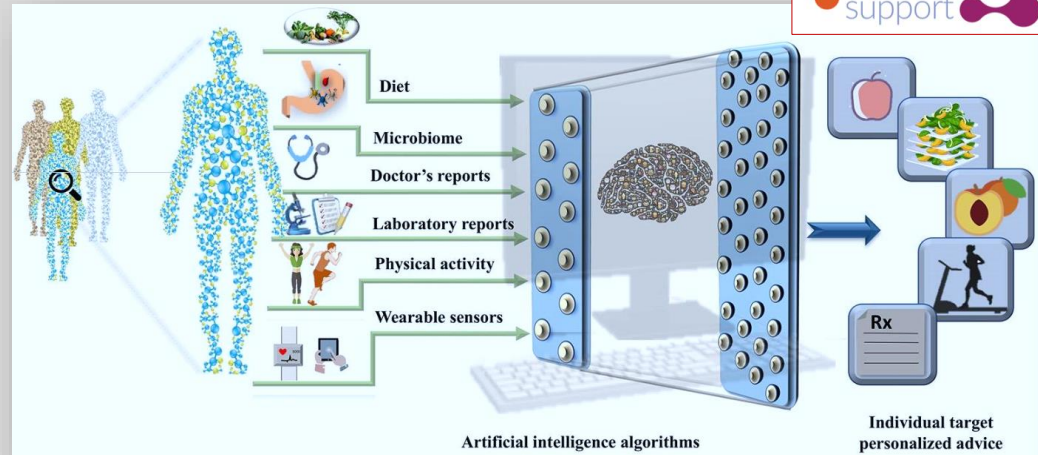 support
Diet
Microbiome
Doctor's reports
Laboratory reports
Physical activity
Wearable sensors
Rx
Artificial intelligence algorithms
Individual target
personalized advice